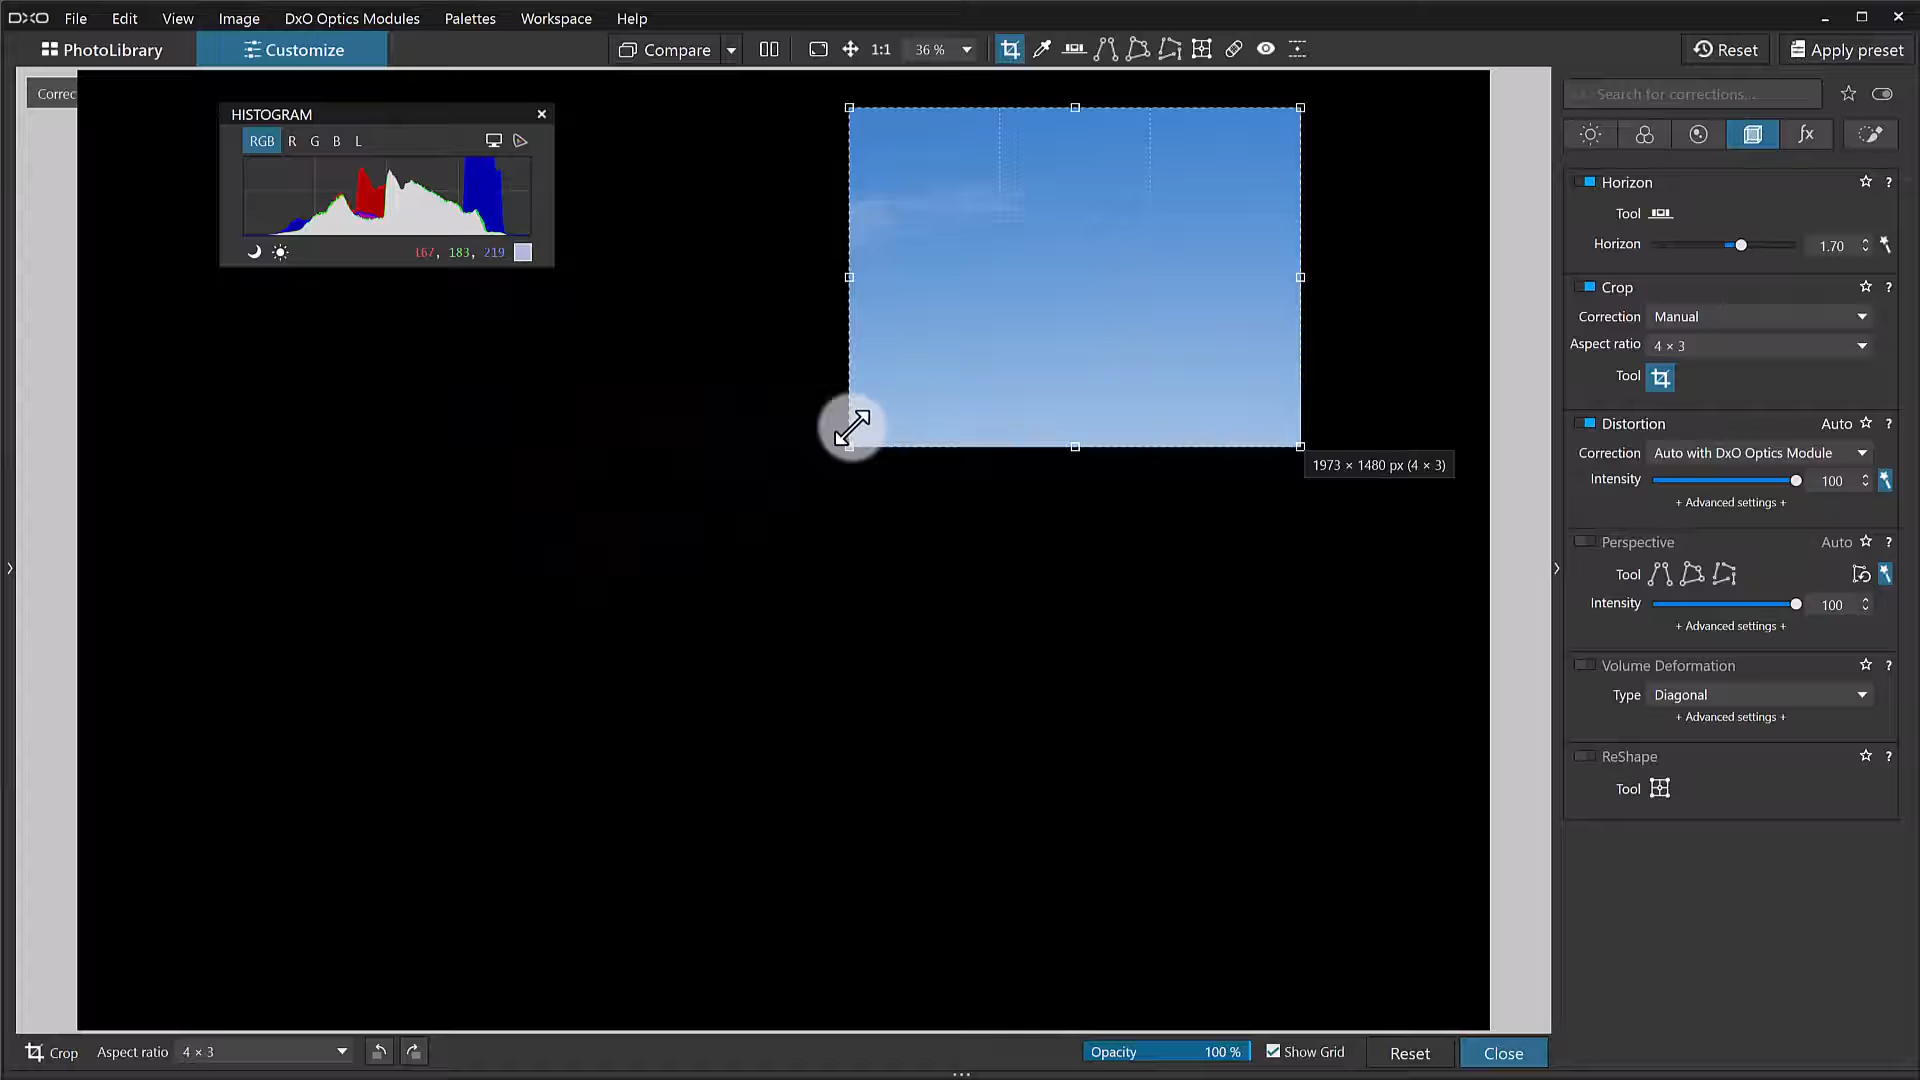 DXO File Edit View Image DxO Optics Modules Palettes Workspace Help
PhotoLibrary Customize Compare 1:1 36 % Reset Apply preset
Correc
Search for corrections...
HISTOGRAM
RGB R G B L
167, 183, 219
1973 × 1480 px (4 × 3)
fx
Horizon ?
Tool
Horizon 1.70
Crop ?
Correction Manual
Aspect ratio 4 × 3
Tool
Distortion Auto ?
Correction Auto with DxO Optics Module
Intensity 100
+ Advanced settings +
Perspective Auto ?
Tool
Intensity 100
+ Advanced settings +
Volume Deformation ?
Type Diagonal
+ Advanced settings +
ReShape ?
Tool
Crop Aspect ratio 4 × 3 Opacity 100 % Show Grid Reset Close